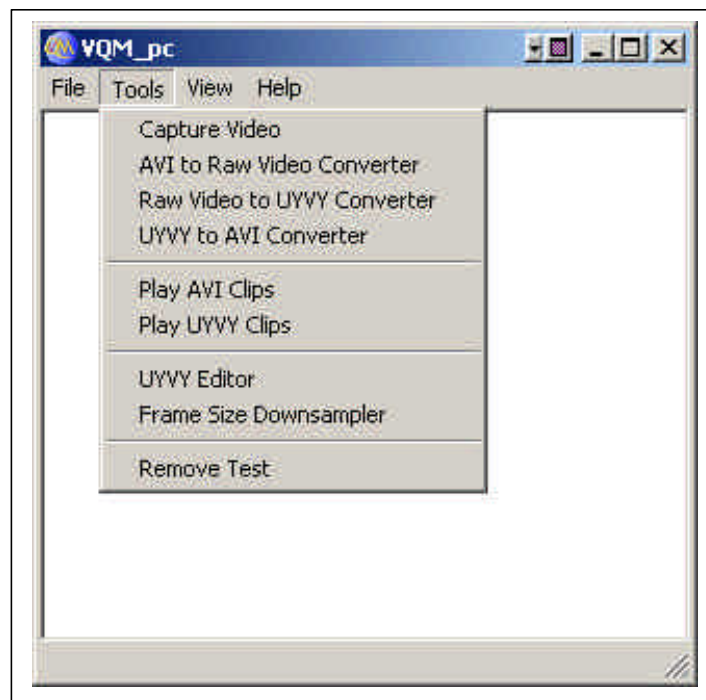 VQM_pc
File Tools View Help
Capture Video
AVI to Raw Video Converter
Raw Video to UYVY Converter
UYVY to AVI Converter
Play AVI Clips
Play UYVY Clips
UYVY Editor
Frame Size Downsampler
Remove Test